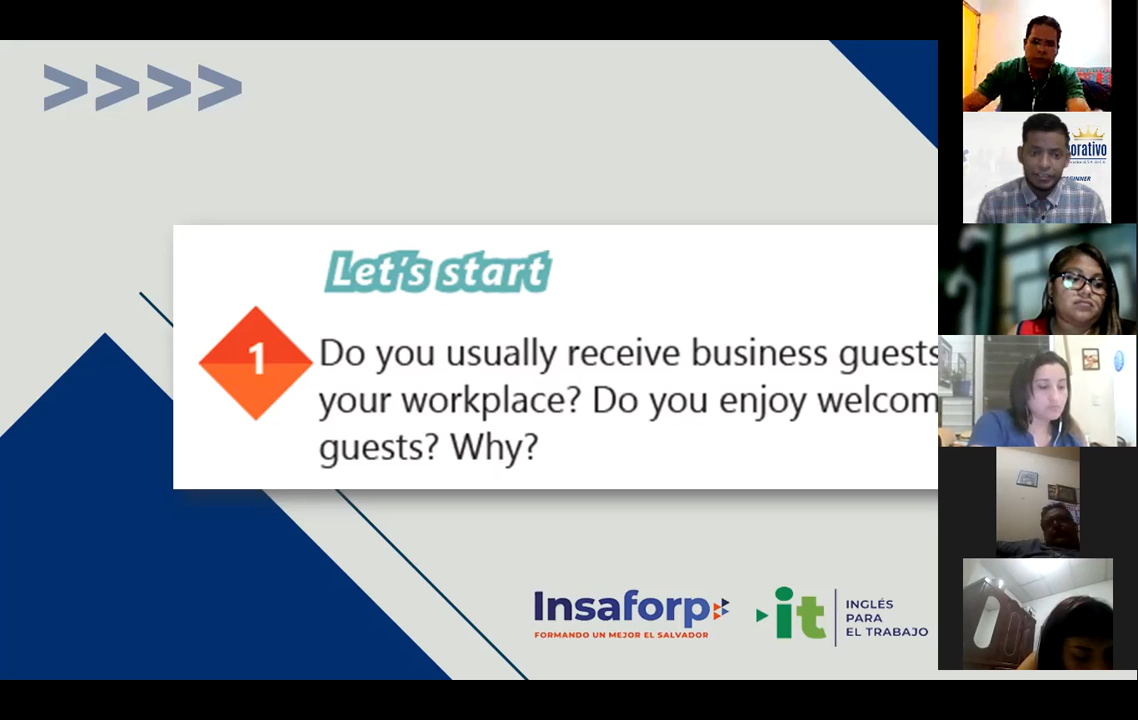 >>>>
Let's start
1
Do you usually receive business guests
your workplace? Do you enjoy welcom
guests? Why?
Insaforp
FORMANDO UN MEJOR EL SALVADOR
it
INGLÉS
PARA
EL TRABAJO
orativo